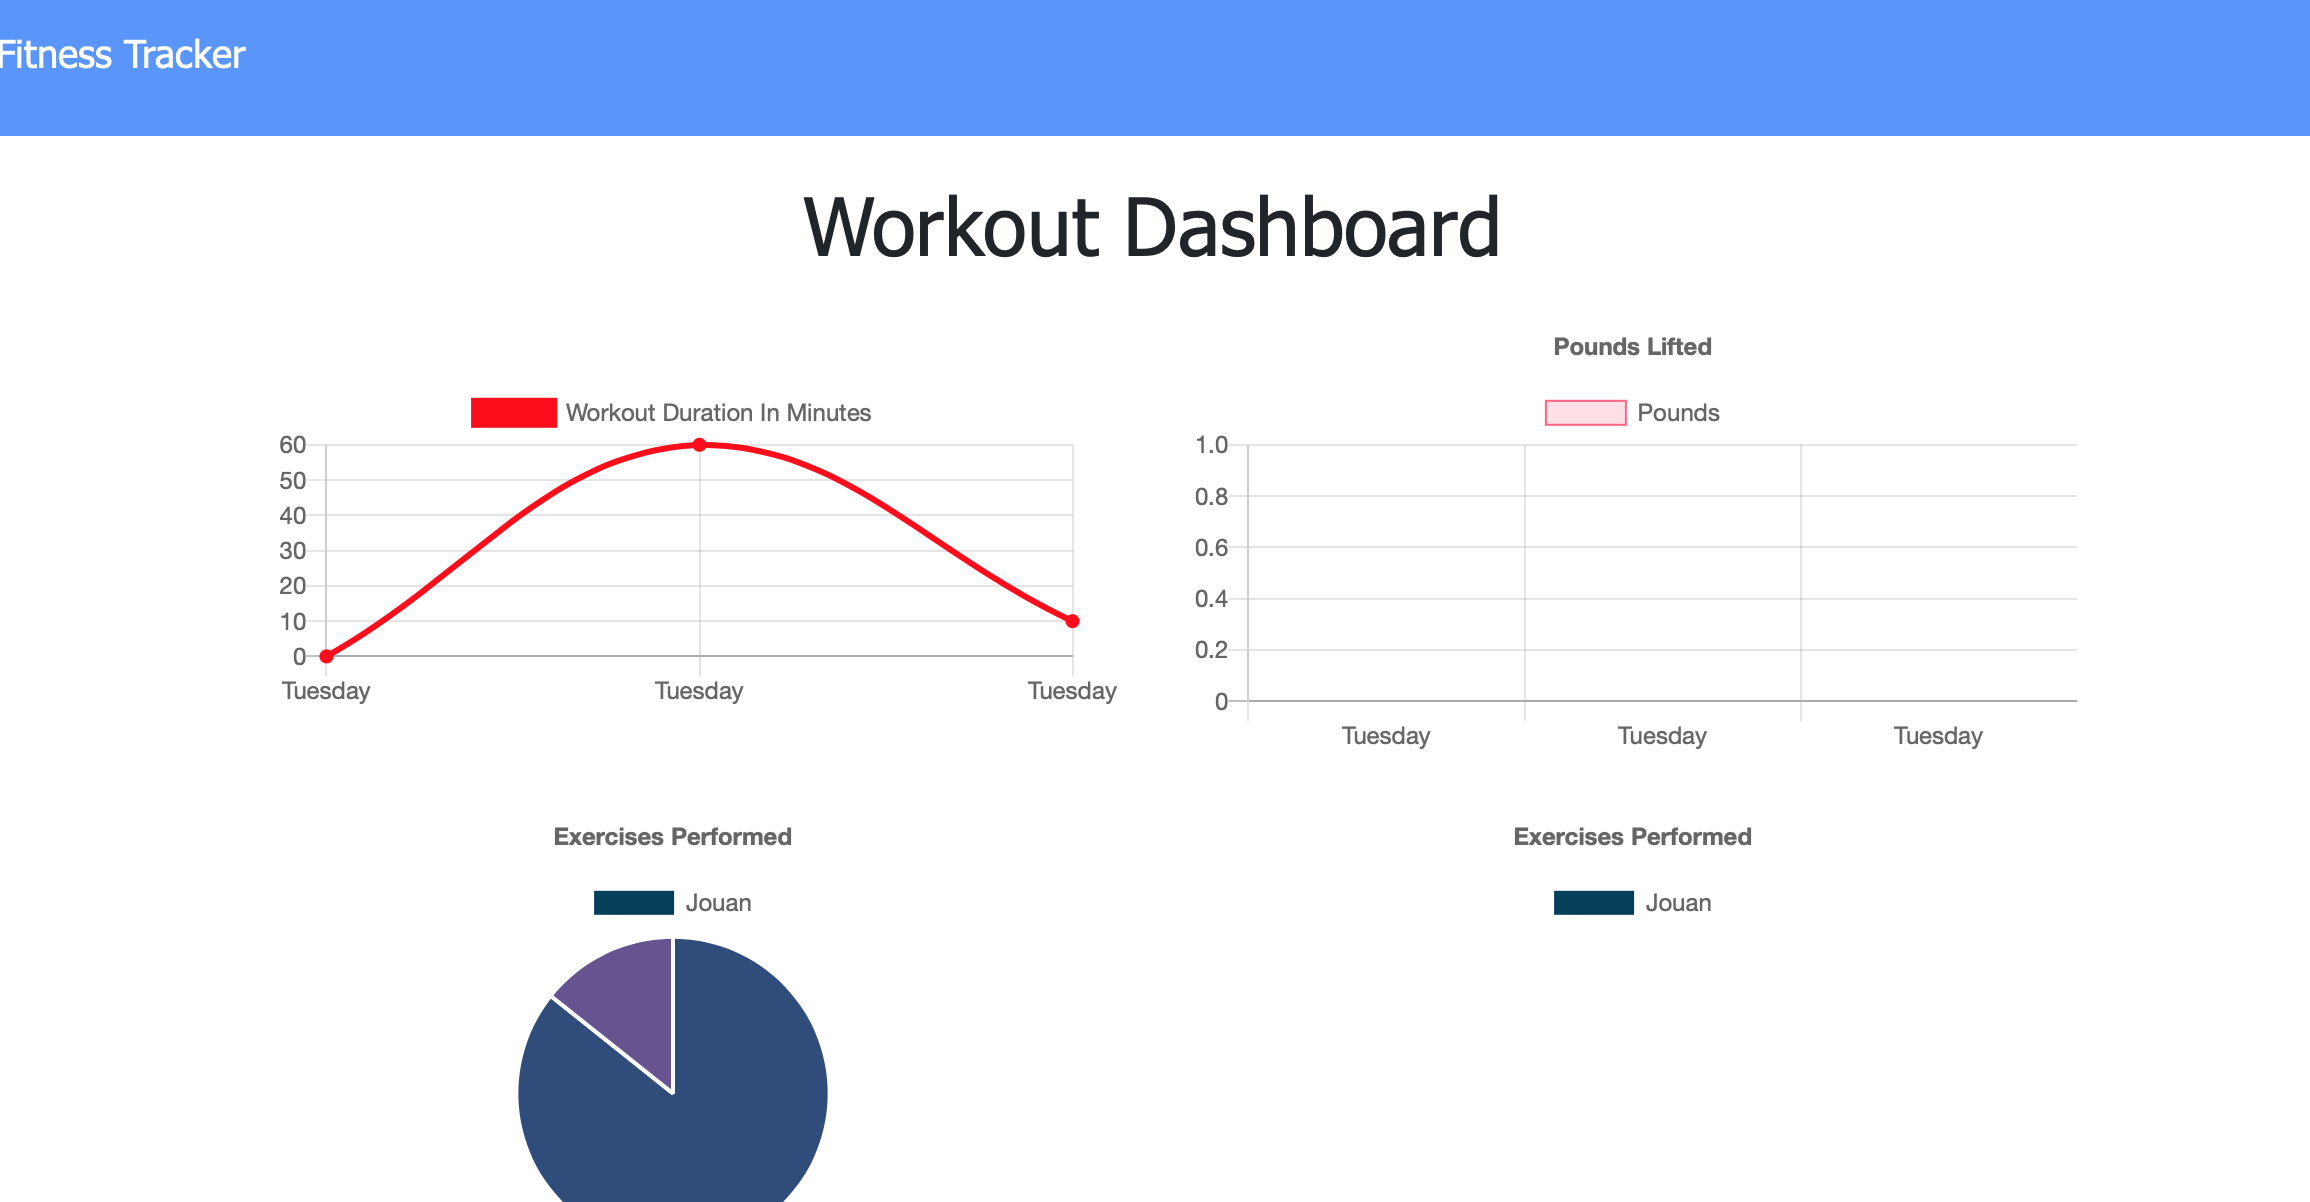 Fitness Tracker
Workout Dashboard
Workout Duration In Minutes
60
50
40
30
20
10
0
Tuesday Tuesday Tuesday
Pounds Lifted
Pounds
1.0
0.8
0.6
0.4
0.2
0
Tuesday Tuesday Tuesday
Exercises Performed
Jouan
Exercises Performed
Jouan